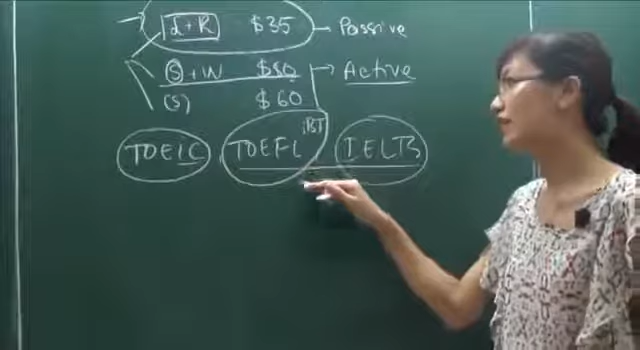 L+R $35 Passive
(S)+W $50 → Active
(S) $60
TOEIC TOEFL iBT IELTS